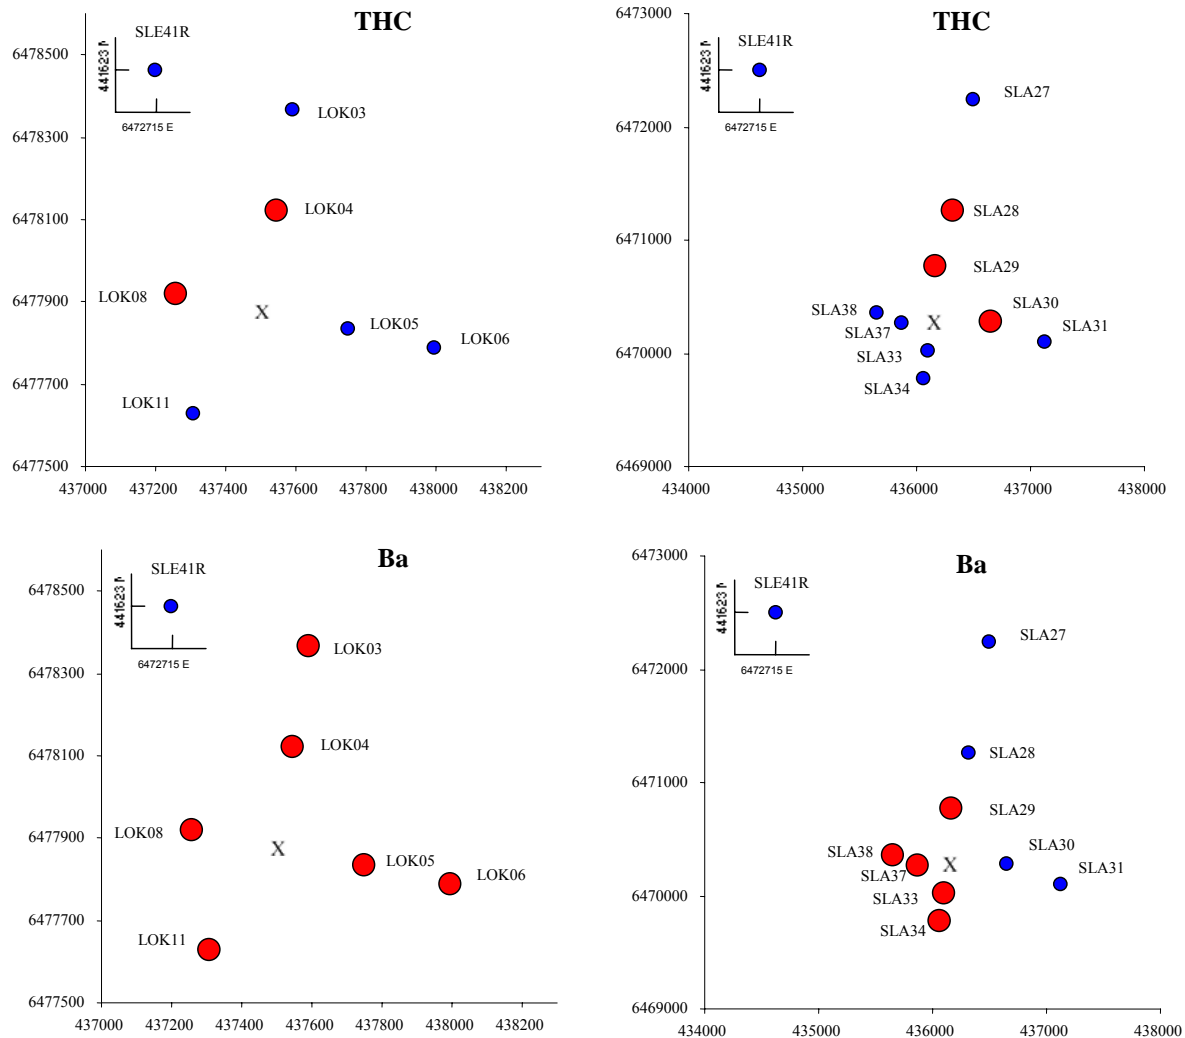 THC
6478500
6478300
6478100
6477900
6477700
6477500
437000 437200 437400 437600 437800 438000 438200
SLE41R
441623 N
6472715 E
LOK03
LOK04
LOK08
X
LOK05
LOK06
LOK11
THC
6473000
6472000
6471000
6470000
6469000
434000 435000 436000 437000 438000
SLE41R
441623 N
6472715 E
SLA27
SLA28
SLA29
SLA30
SLA38
SLA37
X
SLA31
SLA33
SLA34
Ba
6478500
6478300
6478100
6477900
6477700
6477500
437000 437200 437400 437600 437800 438000 438200
SLE41R
441623 N
6472715 E
LOK03
LOK04
LOK08
X
LOK05
LOK06
LOK11
Ba
6473000
6472000
6471000
6470000
6469000
434000 435000 436000 437000 438000
SLE41R
441623 N
6472715 E
SLA27
SLA28
SLA29
SLA30
SLA38
X
SLA31
SLA37
SLA33
SLA34